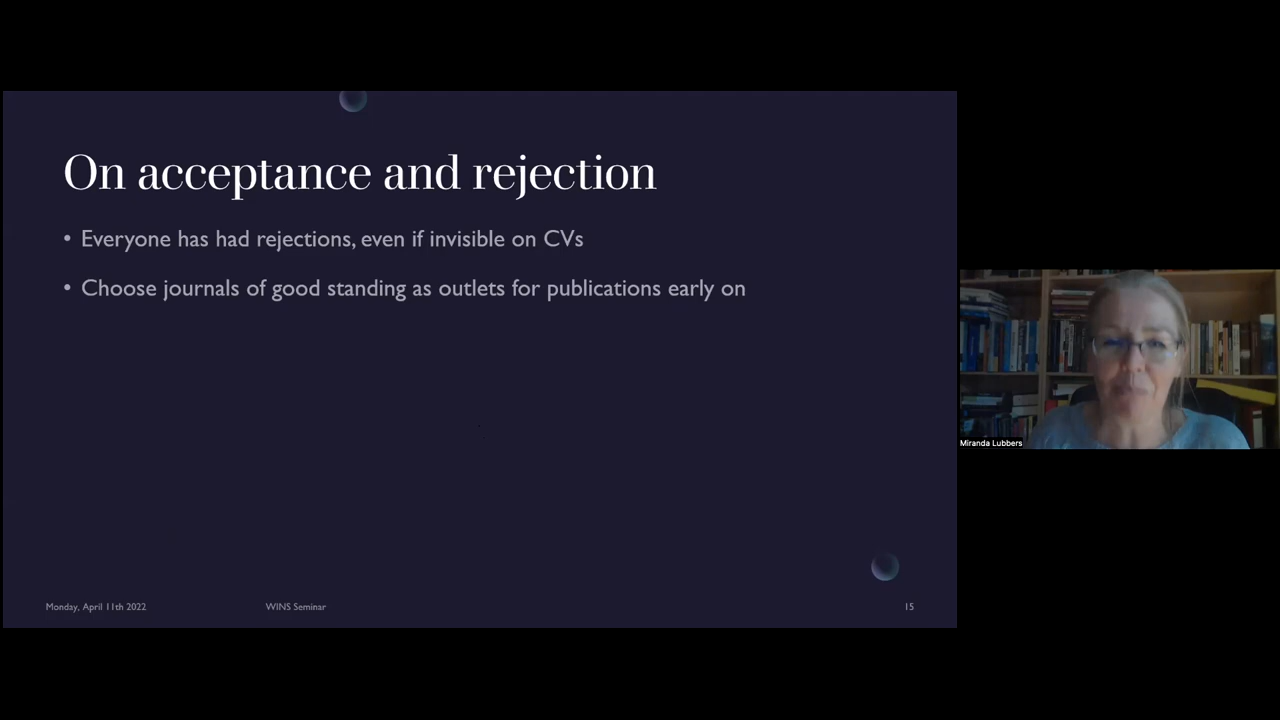 On acceptance and rejection
• Everyone has had rejections, even if invisible on CVs
• Choose journals of good standing as outlets for publications early on
Miranda Lubbers
Monday, April 11th 2022
WINS Seminar
15